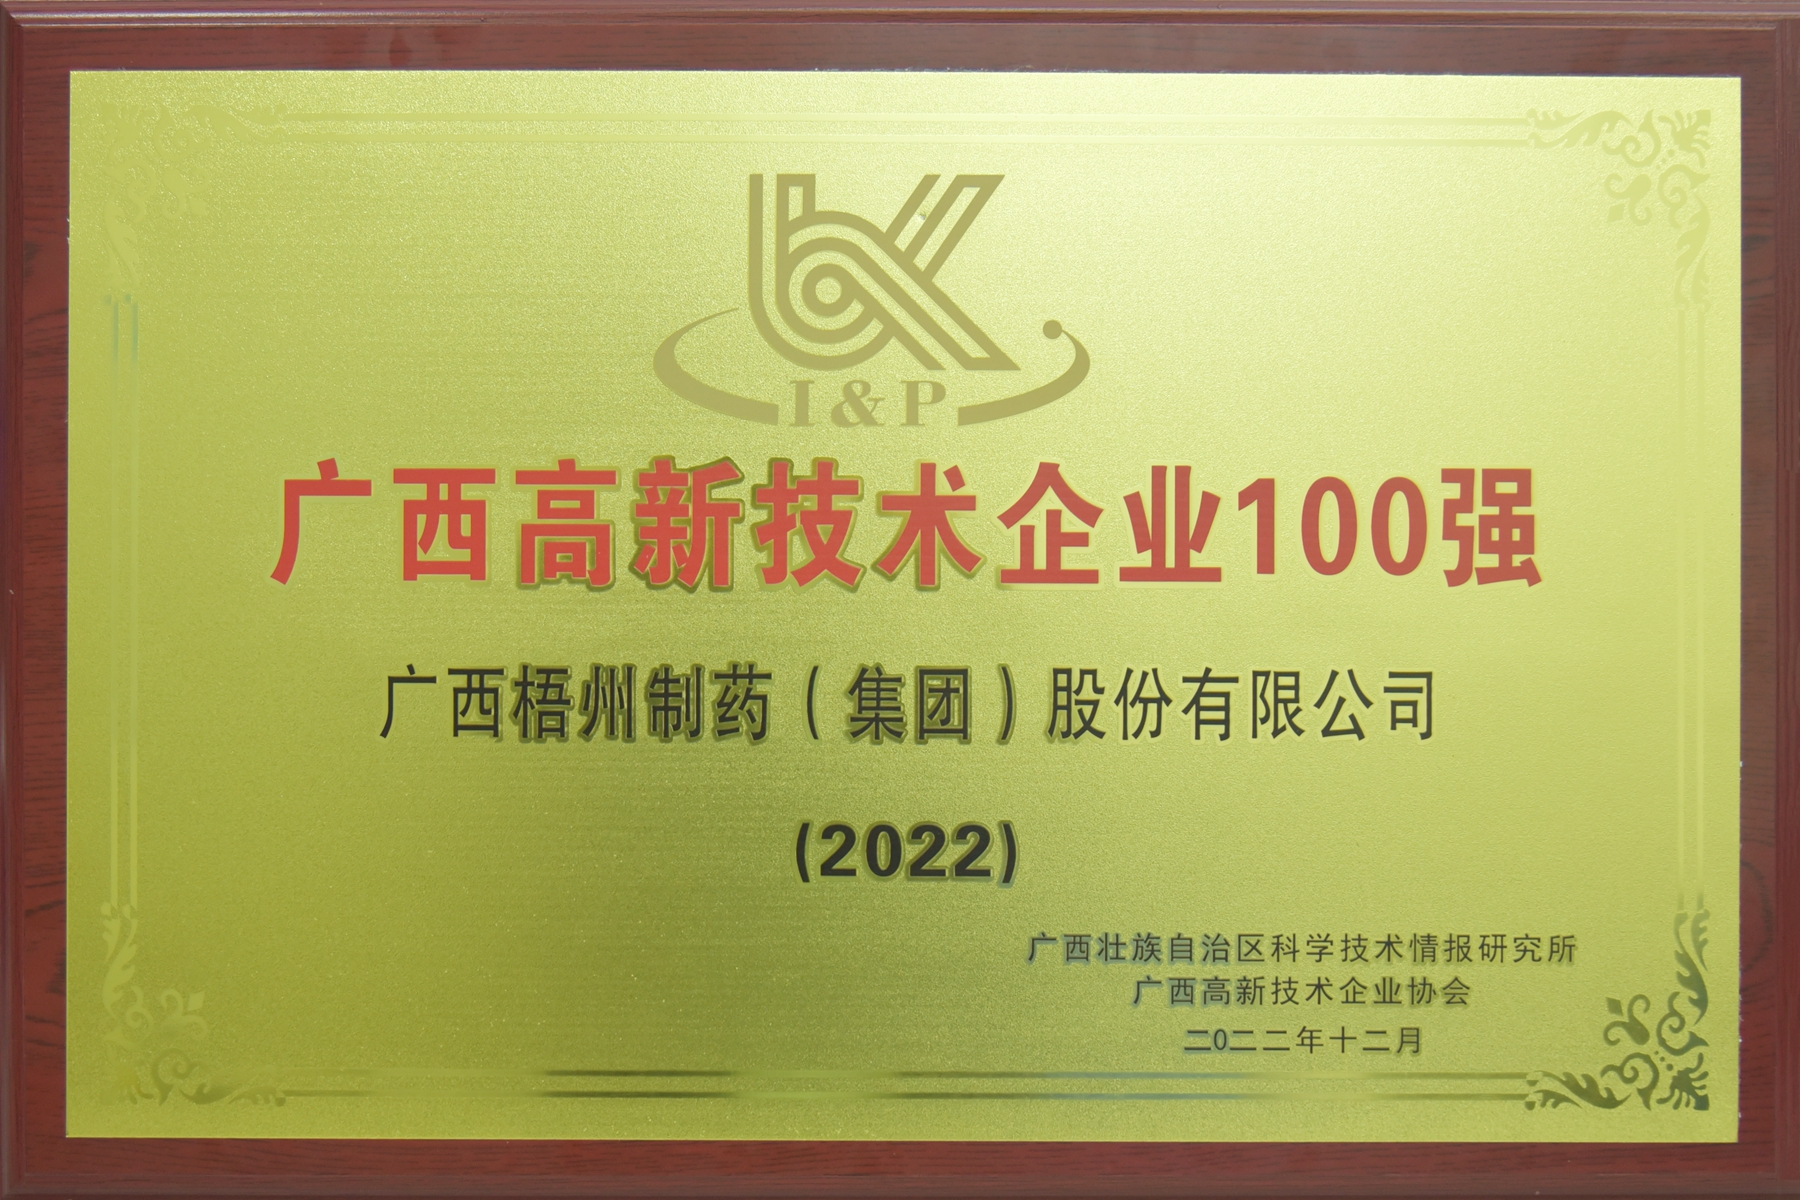 I&P
广西高新技术企业100强
广西梧州制药（集团）股份有限公司
(2022)
广西壮族自治区科学技术情报研究所
广西高新技术企业协会
二0二二年十二月